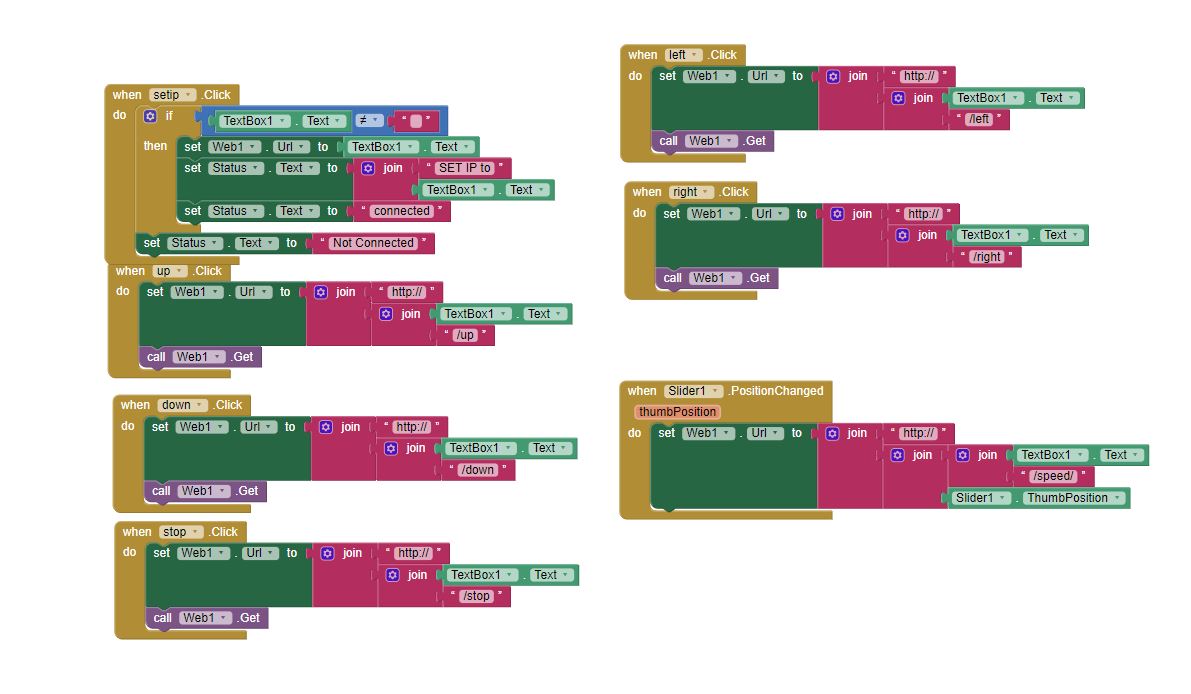 when setip .Click
do if TextBox1 . Text ≠ " "
then set Web1 . Url to TextBox1 . Text
set Status . Text to join " SET IP to "
TextBox1 . Text
set Status . Text to " connected "
set Status . Text to " Not Connected "
when up .Click
do set Web1 . Url to join " http:// "
join TextBox1 . Text
" /up "
call Web1 .Get
when down .Click
do set Web1 . Url to join " http:// "
join TextBox1 . Text
" /down "
call Web1 .Get
when stop .Click
do set Web1 . Url to join " http:// "
join TextBox1 . Text
" /stop "
call Web1 .Get
when left .Click
do set Web1 . Url to join " http:// "
join TextBox1 . Text
" /left "
call Web1 .Get
when right .Click
do set Web1 . Url to join " http:// "
join TextBox1 . Text
" /right "
call Web1 .Get
when Slider1 .PositionChanged
thumbPosition
do set Web1 . Url to join " http:// "
join join TextBox1 . Text
" /speed/ "
Slider1 . ThumbPosition